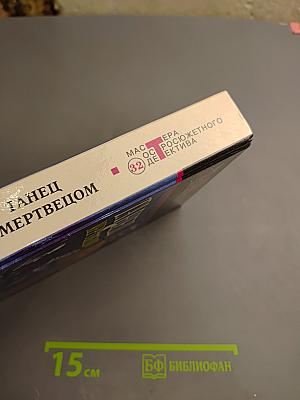 ТАНЕЦ
МЕРТВЕЦОМ
МАСТЕРА
ОСТРОСЮЖЕТНОГО
32 ДЕТЕКТИВА
15 см
БФ БИБЛИОФАН